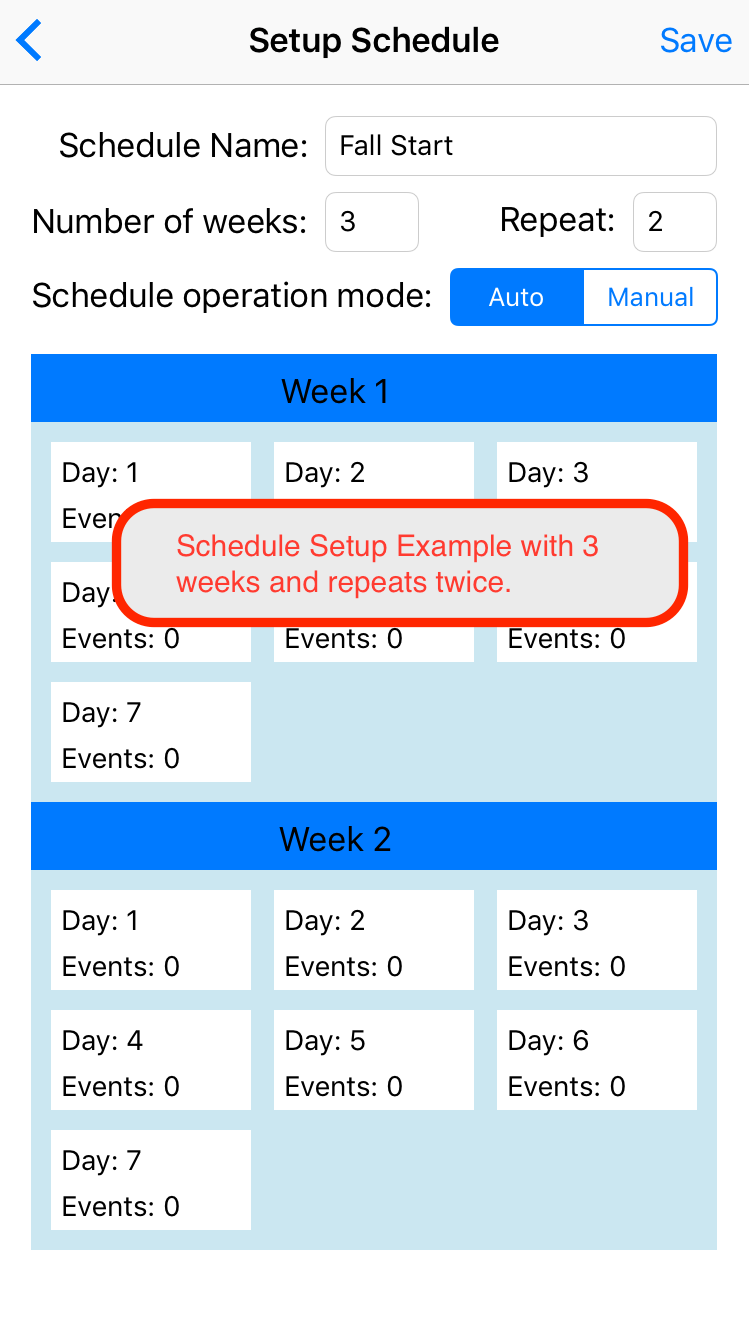 Setup Schedule Save
Schedule Name: Fall Start
Number of weeks: 3 Repeat: 2
Schedule operation mode: Auto Manual
Week 1
Day: 1 Day: 2 Day: 3
Schedule Setup Example with 3
weeks and repeats twice.
Day:
Events: 0 Events: 0 Events: 0
Day: 7
Events: 0
Week 2
Day: 1 Day: 2 Day: 3
Events: 0 Events: 0 Events: 0
Day: 4 Day: 5 Day: 6
Events: 0 Events: 0 Events: 0
Day: 7
Events: 0